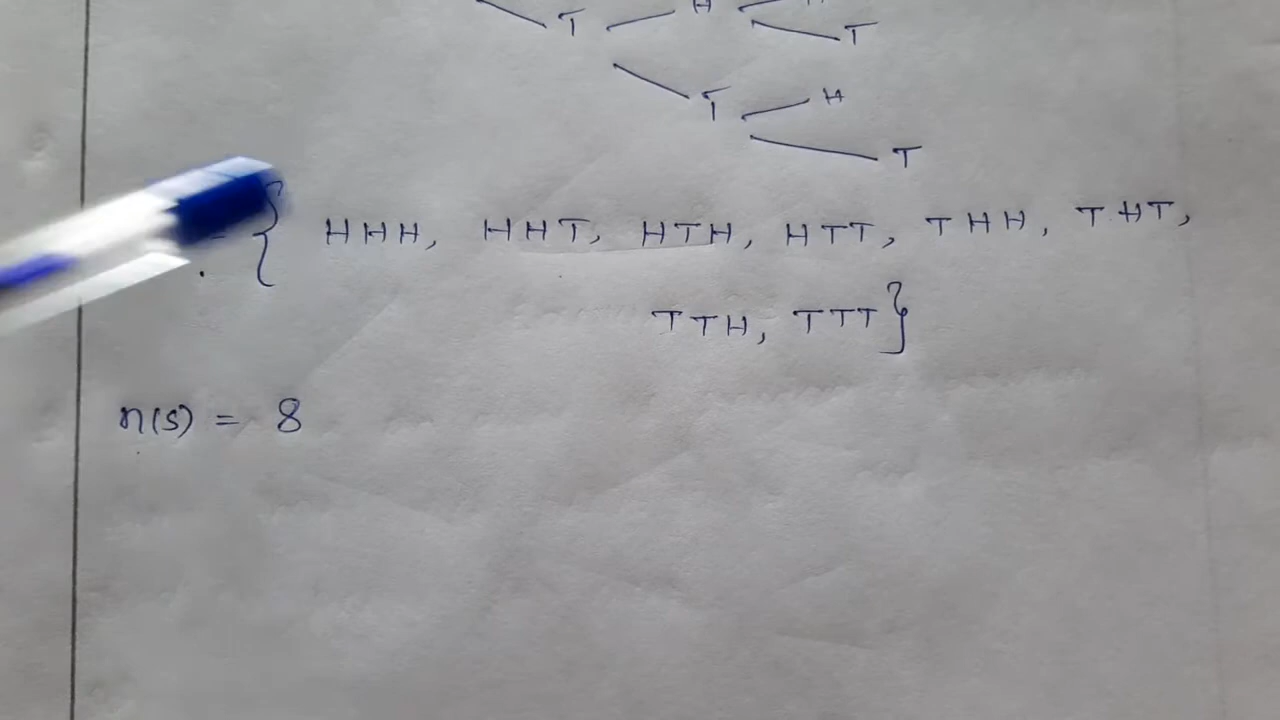 T H H
T
T H
T
= { HHH, HHT, HTH, HTT, THH, THT,
TTH, TTT }
n(s) = 8